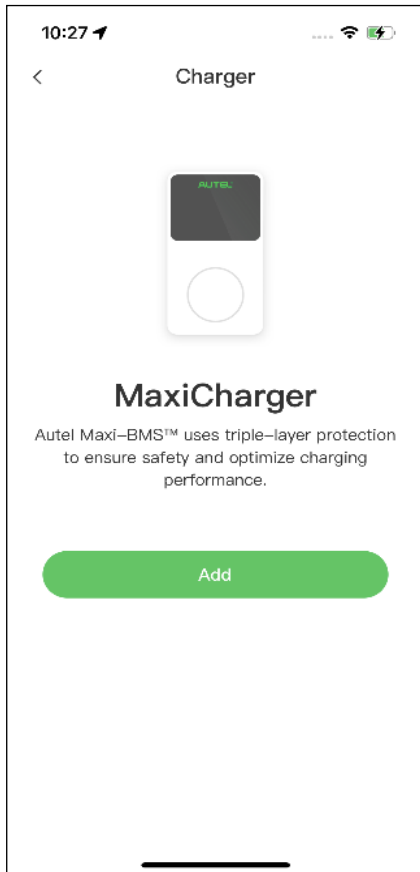 10:27
Charger
AUTEL
MaxiCharger
Autel Maxi-BMS™ uses triple-layer protection
to ensure safety and optimize charging
performance.
Add